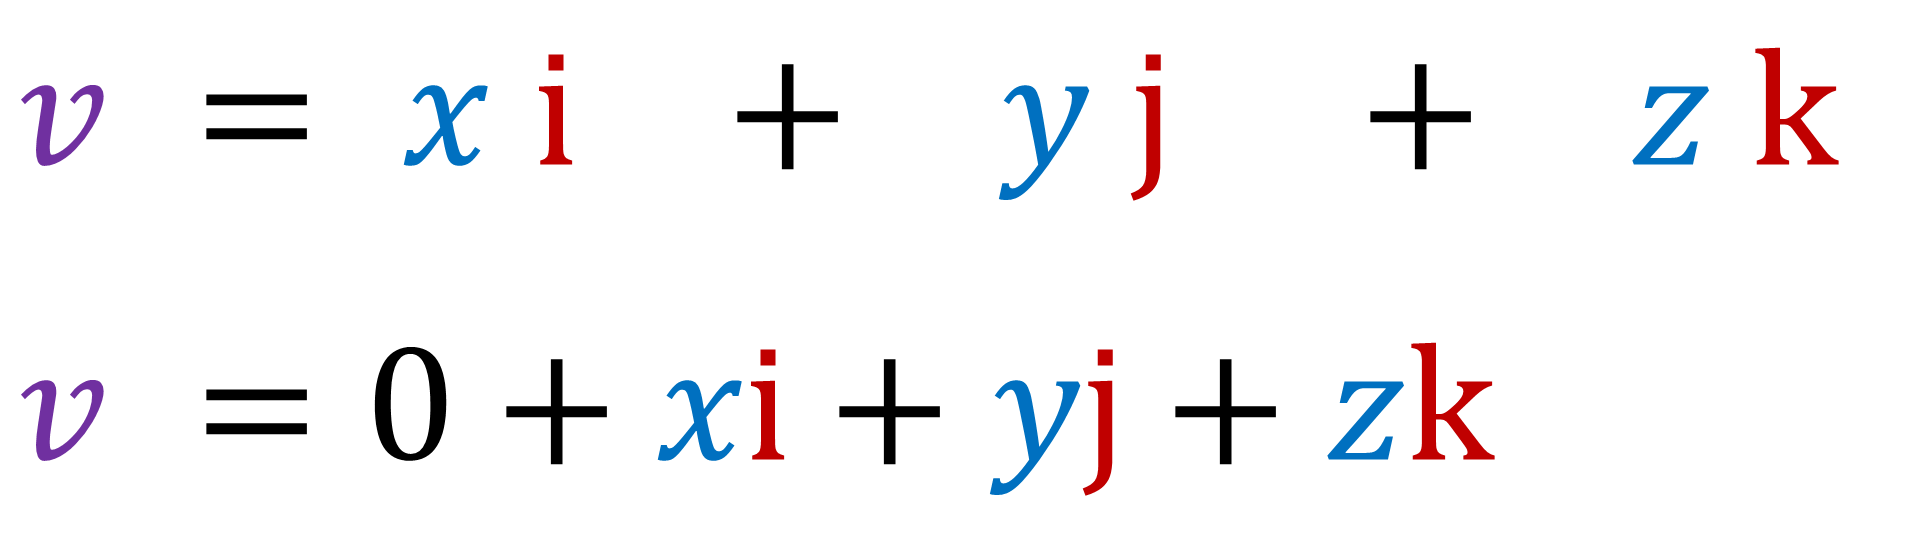 v = x i + y j + z k
v = 0 + xi + yj + zk